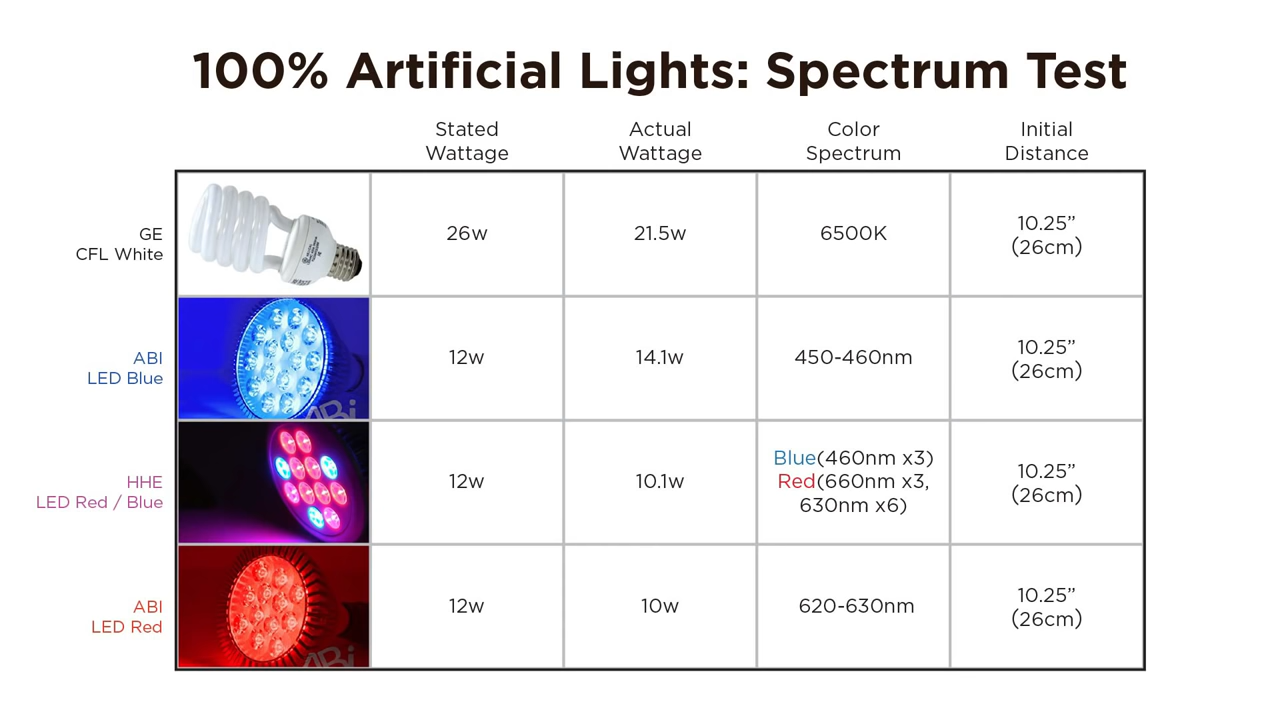 100% Artificial Lights: Spectrum Test
Stated
Wattage
Actual
Wattage
Color
Spectrum
Initial
Distance
GE
CFL White
26w
21.5w
6500K
10.25”
(26cm)
ABI
LED Blue
ABi
12w
14.1w
450-460nm
10.25”
(26cm)
HHE
LED Red / Blue
12w
10.1w
Blue(460nm x3)
Red(660nm x3,
630nm x6)
10.25”
(26cm)
ABI
LED Red
ABi
12w
10w
620-630nm
10.25”
(26cm)